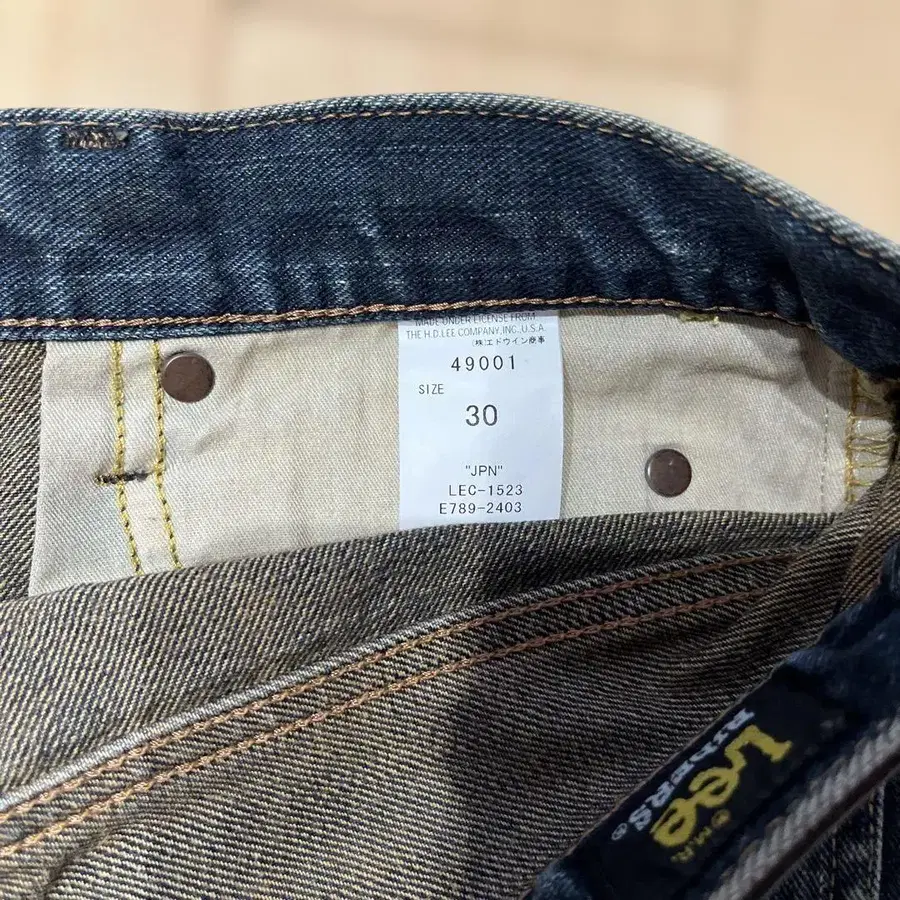 MADE UNDER LICENSE FROM
THE H.D.LEE COMPANY,INC.,U.S.A.
(株)エドウイン商事
49001
SIZE
30
"JPN"
LEC-1523
E789-2403
Lee
® M.R.
RIDERS®